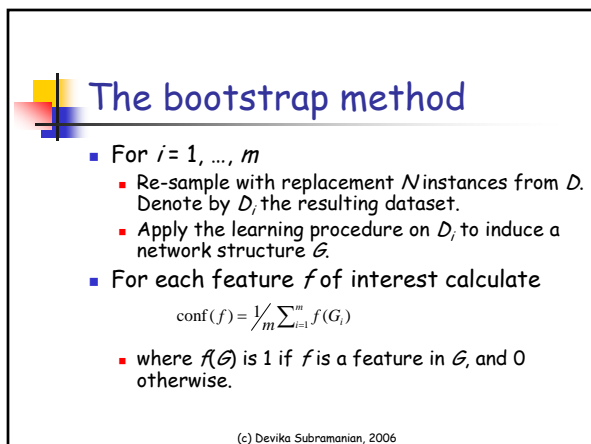 The bootstrap method
For i = 1, …, m
Re-sample with replacement N instances from D.
Denote by Di the resulting dataset.
Apply the learning procedure on Di to induce a
network structure G.
For each feature f of interest calculate
conf(f) = 1/m ∑_{i=1}^{m} f(G_i)
where f(G) is 1 if f is a feature in G, and 0
otherwise.
(c) Devika Subramanian, 2006